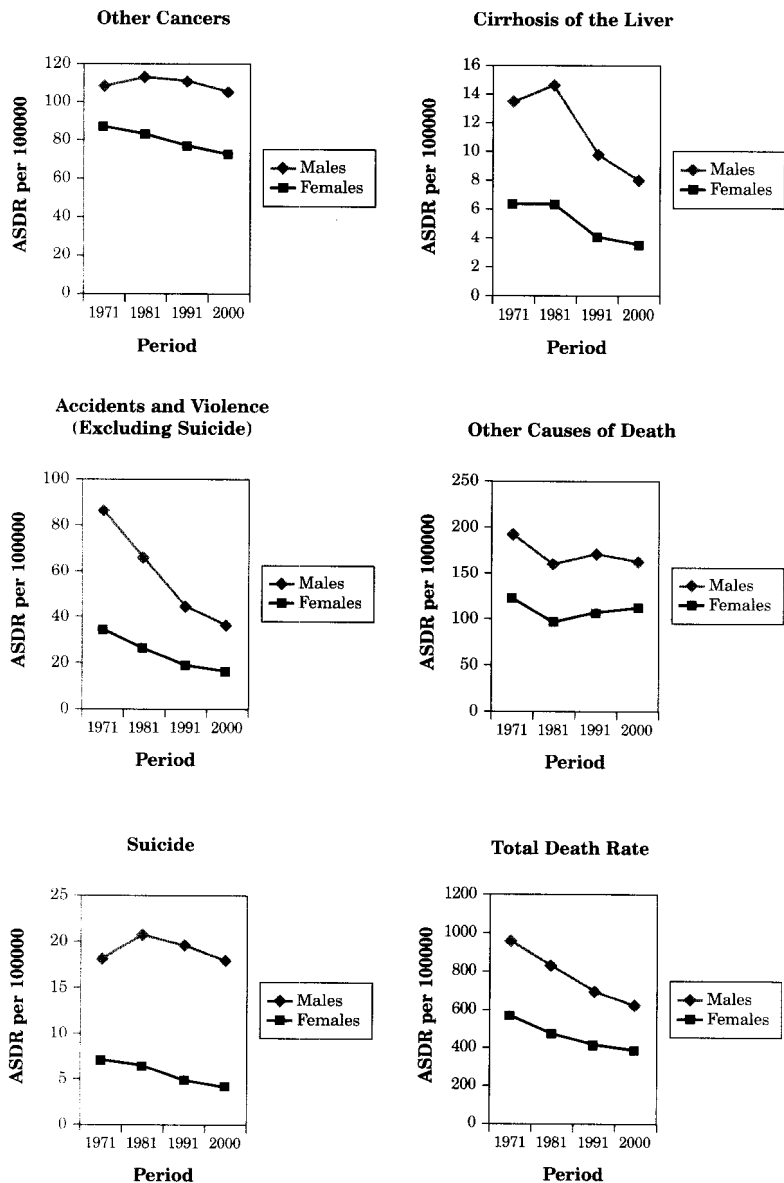 Other Cancers
ASDR per 100000
120
100
80
60
40
20
0
1971 1981 1991 2000
Period
Males
Females
Cirrhosis of the Liver
ASDR per 100000
16
14
12
10
8
6
4
2
0
1971 1981 1991 2000
Period
Males
Females
Accidents and Violence
(Excluding Suicide)
ASDR per 100000
100
80
60
40
20
0
1971 1981 1991 2000
Period
Males
Females
Other Causes of Death
ASDR per 100000
250
200
150
100
50
0
1971 1981 1991 2000
Period
Males
Females
Suicide
ASDR per 100000
25
20
15
10
5
0
1971 1981 1991 2000
Period
Males
Females
Total Death Rate
ASDR per 100000
1200
1000
800
600
400
200
0
1971 1981 1991 2000
Period
Males
Females